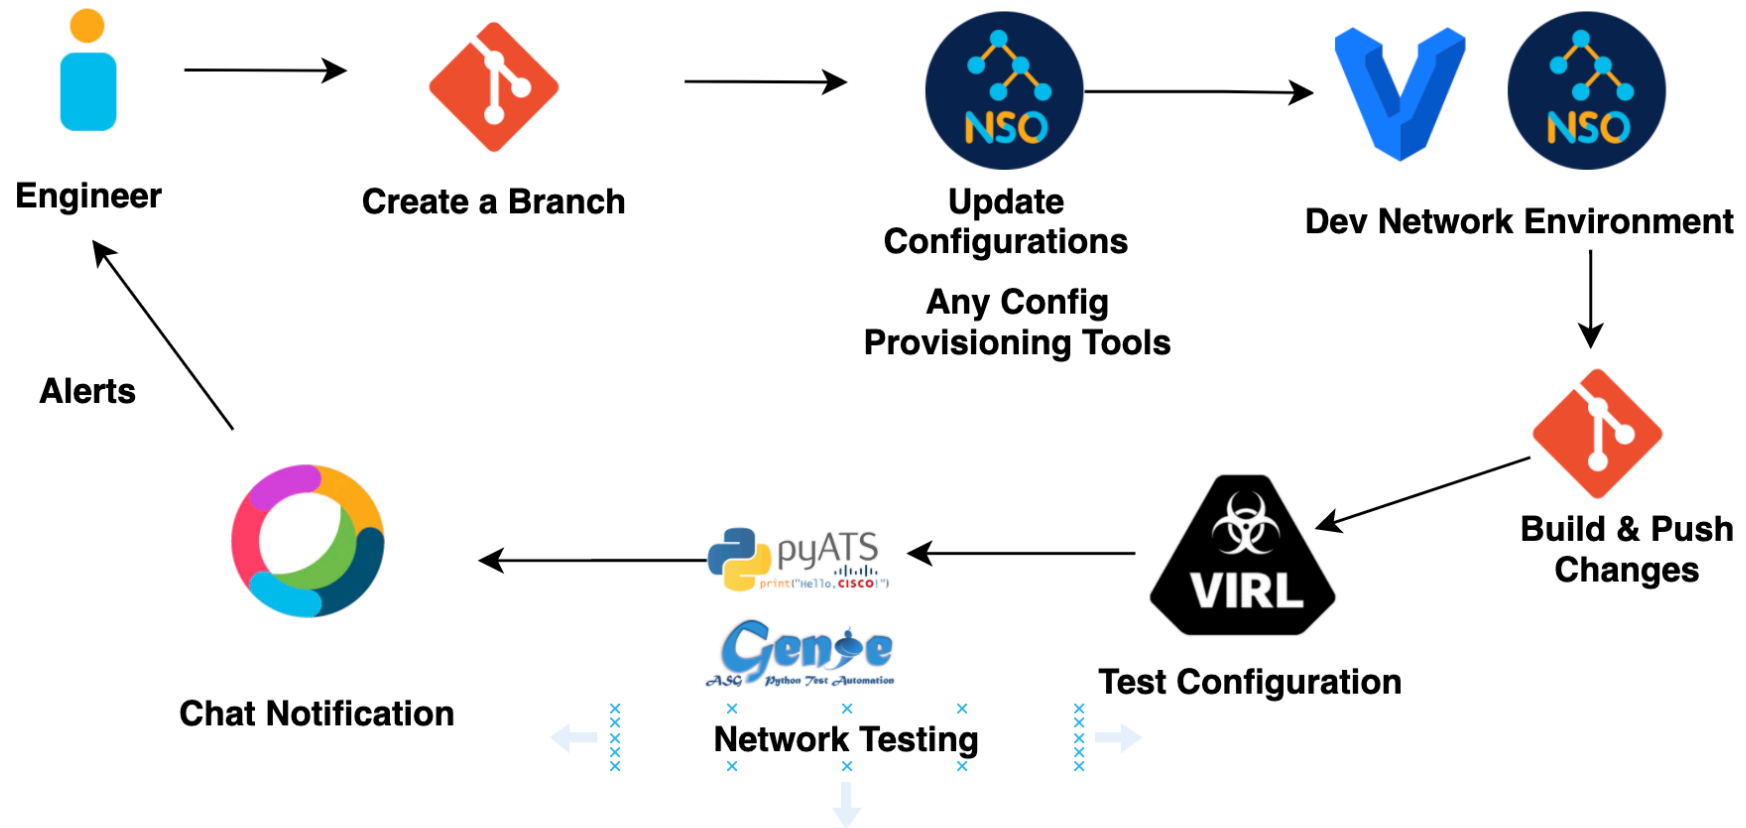 NSO
NSO
Engineer
Create a Branch
Update
Configurations
Any Config
Provisioning Tools
Dev Network Environment
Build & Push
Changes
VIRL
Test Configuration
pyATS
print("Hello, CISCO!")
Genie
ASG Python Test Automation
Network Testing
Chat Notification
Alerts